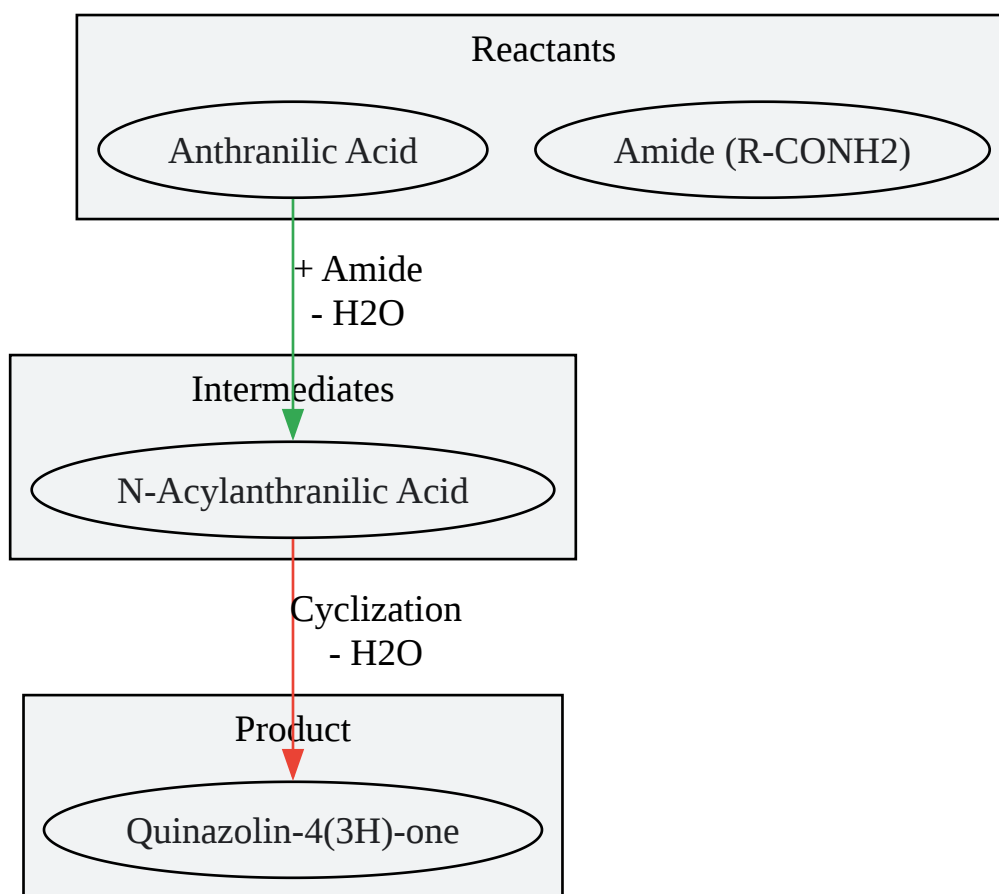 Reactants
Anthranilic Acid
Amide (R-CONH2)
+ Amide
- H2O
Intermediates
N-Acylanthranilic Acid
Cyclization
- H2O
Product
Quinazolin-4(3H)-one